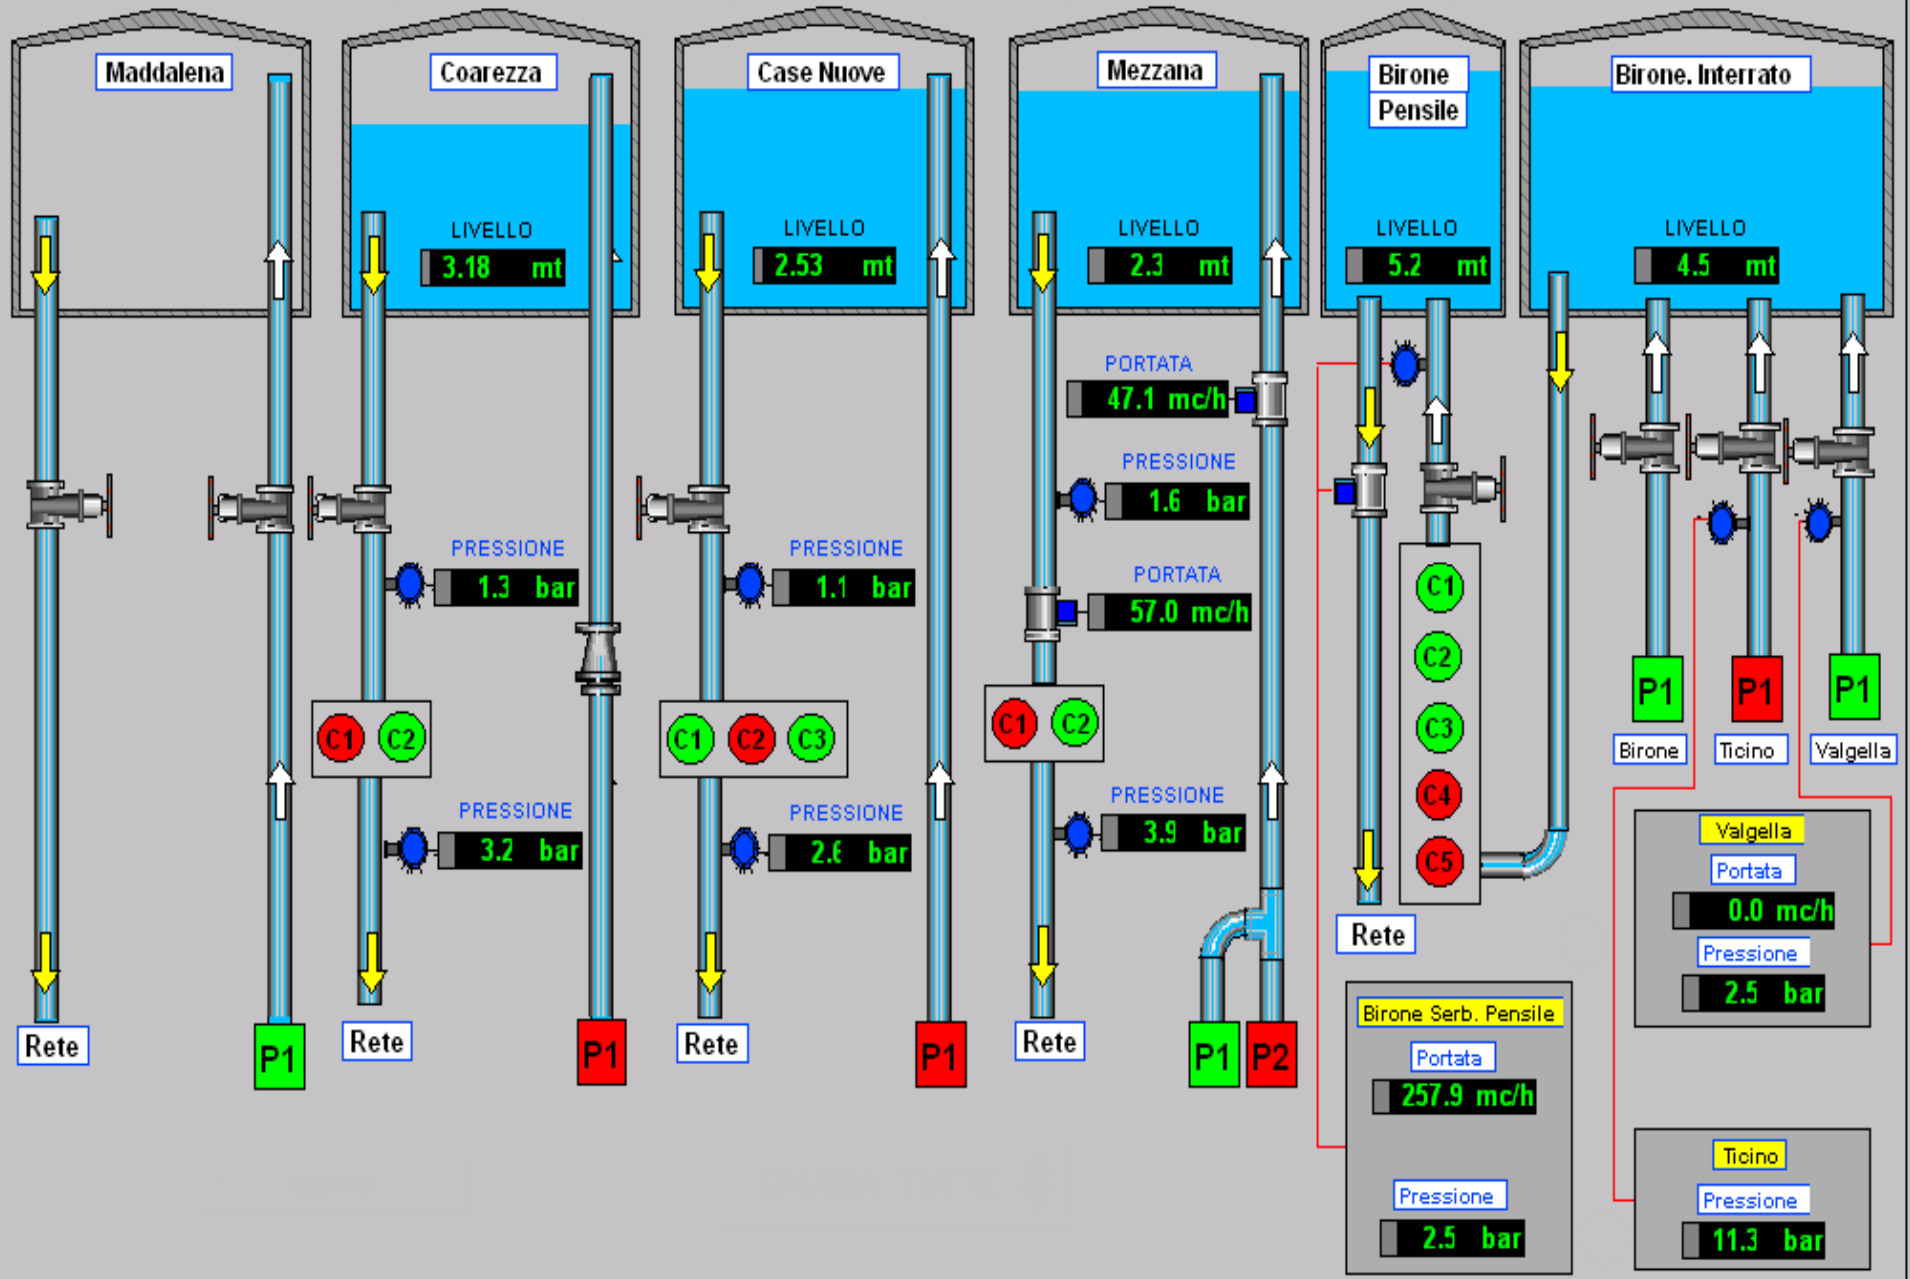 Maddalena
Coarezza
Case Nuove
Mezzana
Birone
Pensile
Birone. Interrato
LIVELLO
3.18 mt
LIVELLO
2.53 mt
LIVELLO
2.3 mt
LIVELLO
5.2 mt
LIVELLO
4.5 mt
PORTATA
47.1 mc/h
PRESSIONE
1.6 bar
PRESSIONE
1.3 bar
PRESSIONE
1.1 bar
PORTATA
57.0 mc/h
C1 C2
C1 C2 C3
C1 C2
C1
C2
C3
C4
C5
P1 P1 P1
Birone Ticino Valgella
PRESSIONE
3.2 bar
PRESSIONE
2.6 bar
PRESSIONE
3.9 bar
Rete
P1
Rete
P1
Rete
P1
Rete
P1 P2
Rete
Valgella
Portata
0.0 mc/h
Pressione
2.5 bar
Birone Serb. Pensile
Portata
257.9 mc/h
Pressione
2.5 bar
Ticino
Pressione
11.3 bar